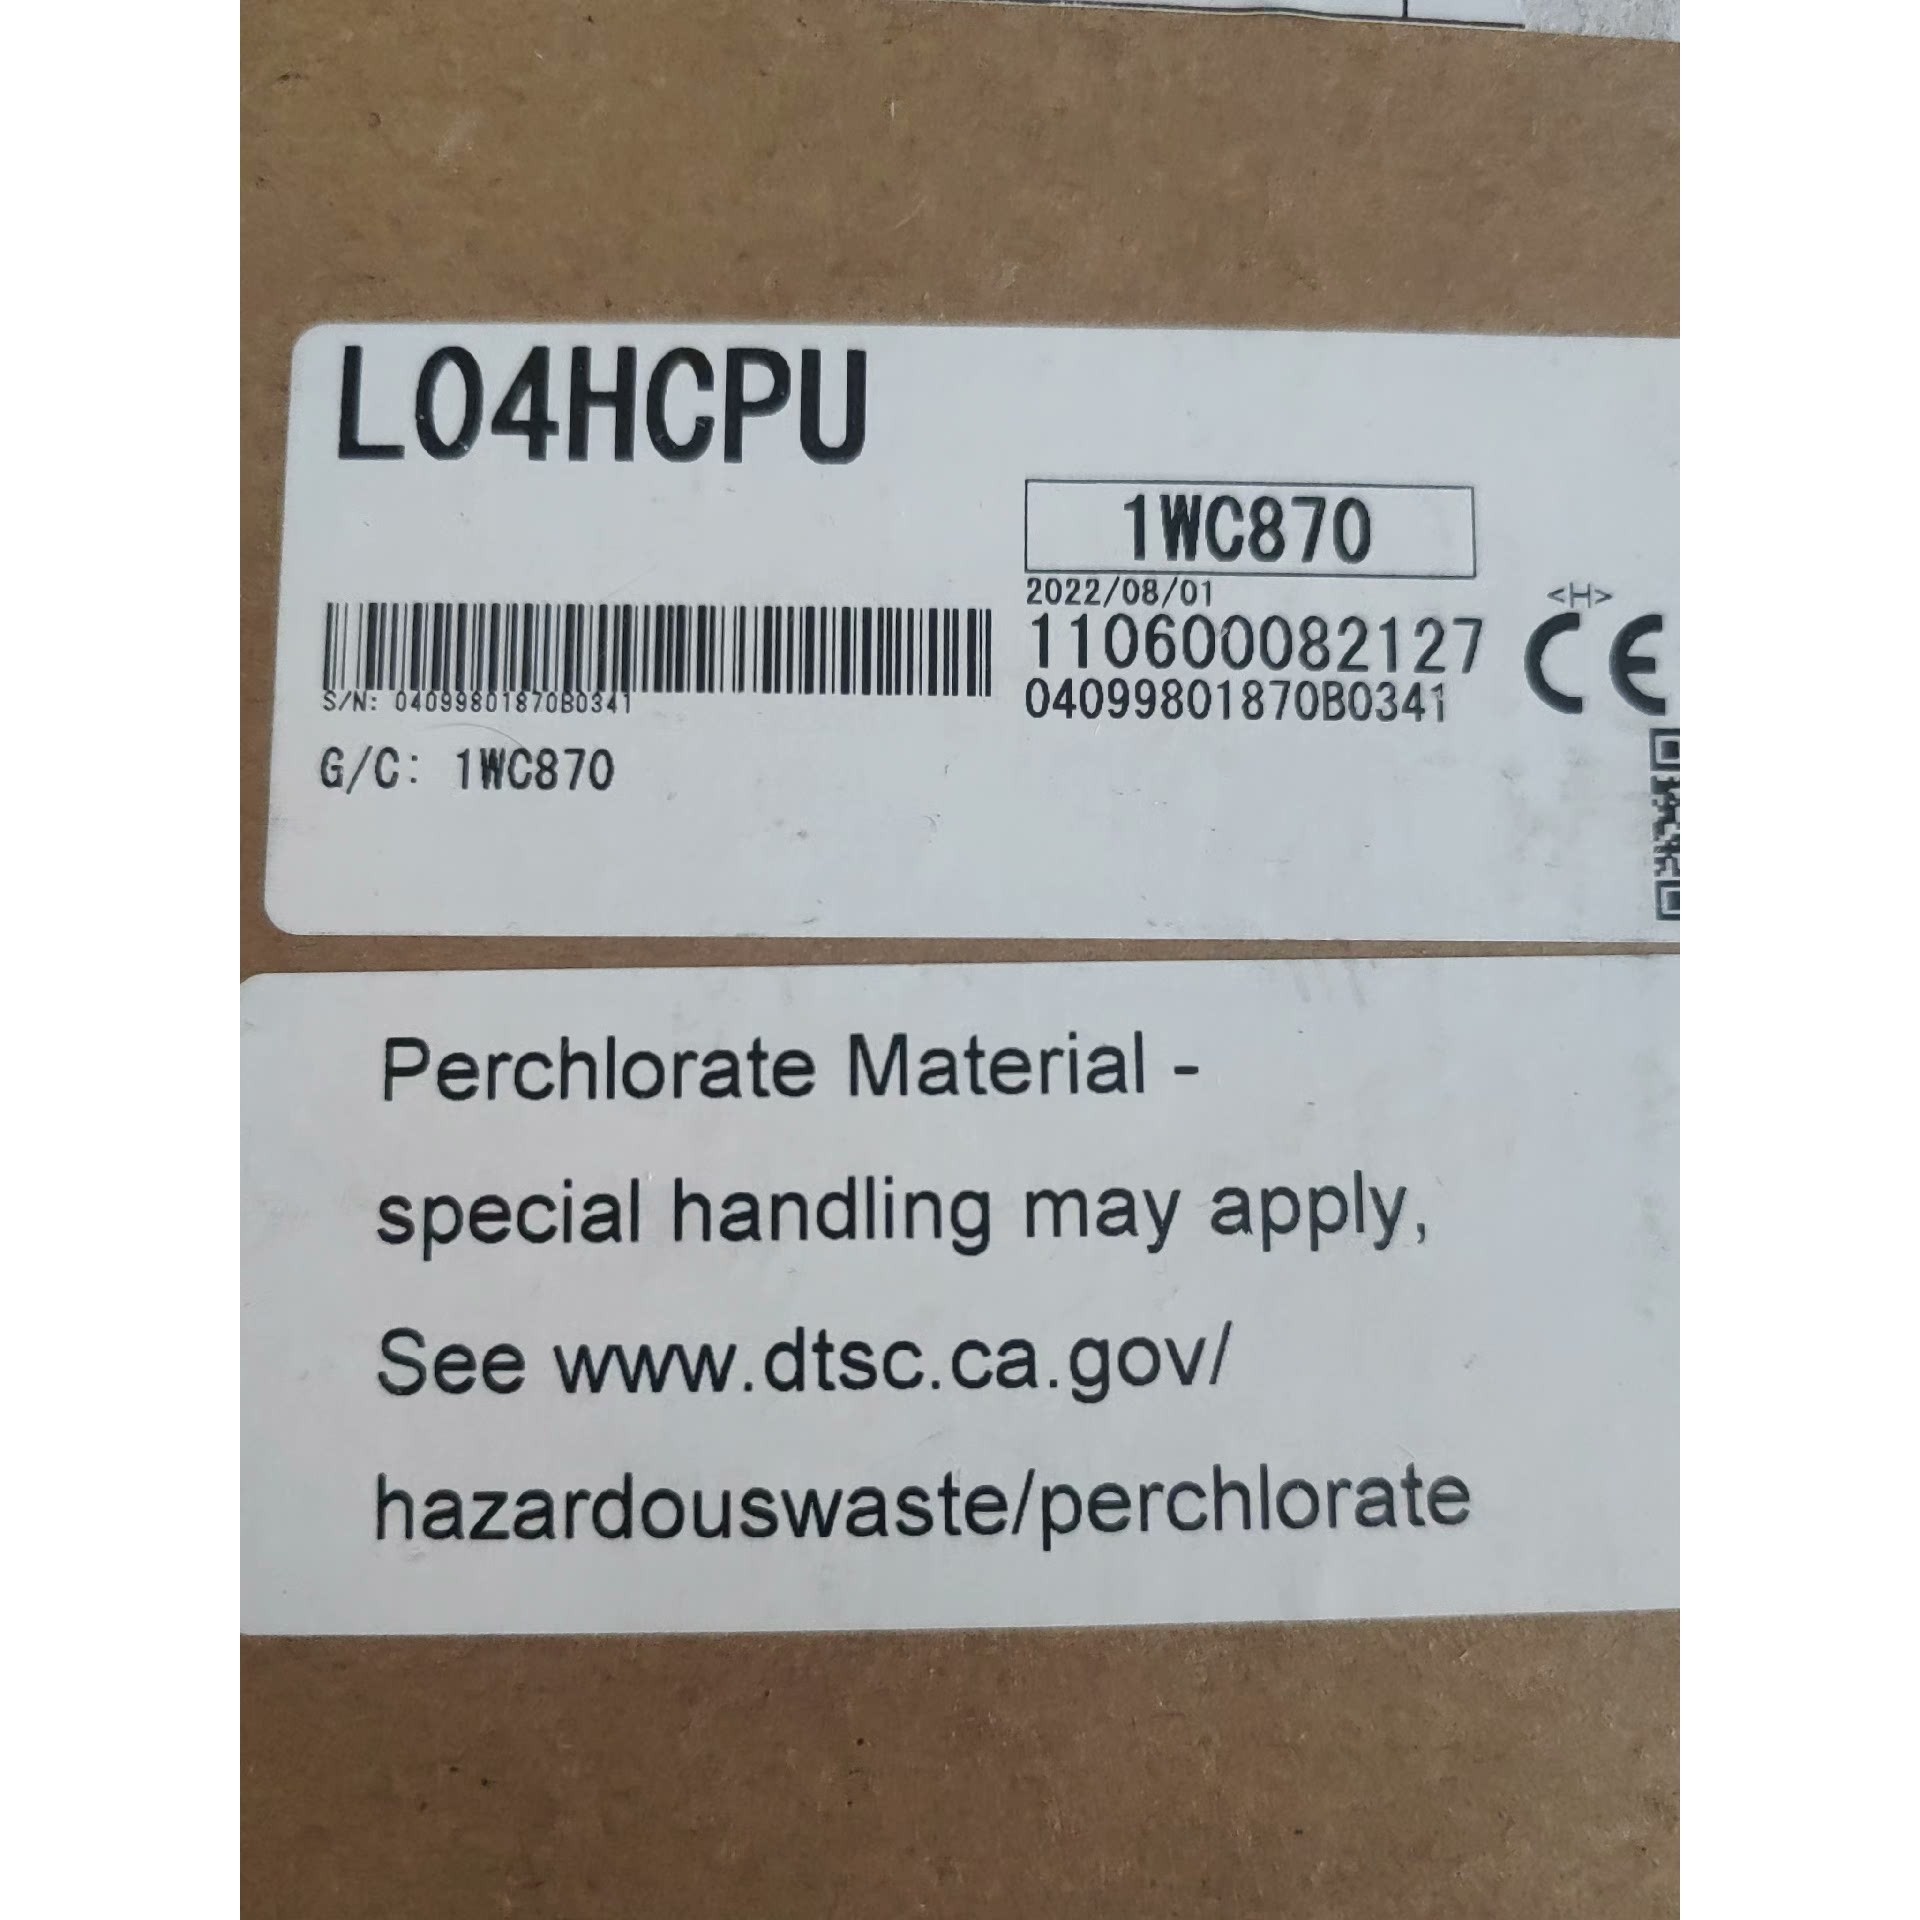 L04HCPU
1WC870
2022/08/01
<H>
110600082127
CE
04099801870B0341
S/N: 04099801870B0341
G/C: 1WC870
Perchlorate Material -
special handling may apply,
See www.dtsc.ca.gov/
hazardouswaste/perchlorate